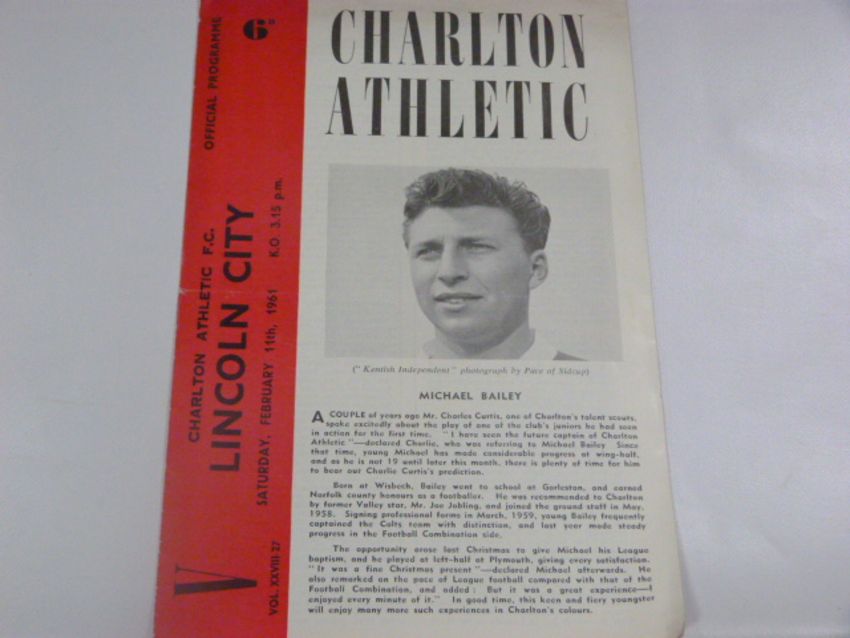 OFFICIAL PROGRAMME
6D
CHARLTON ATHLETIC F.C.
V
LINCOLN CITY
SATURDAY, FEBRUARY 11th, 1961 K.O. 3.15 p.m.
VOL. XXVIII-27
CHARLTON
ATHLETIC
(" Kentish Independent " photograph by Pace of Sidcup)
MICHAEL BAILEY
A COUPLE of years ago Mr. Charles Curtis, one of Charlton's talent scouts,
spoke excitedly about the play of one of the club's juniors he had seen
in action for the first time. " I have seen the future captain of Charlton
Athletic "—declared Charlie, who was referring to Michael Bailey Since
that time, young Michael has made considerable progress at wing-half,
and as he is not 19 until later this month, there is plenty of time for him
to bear out Charlie Curtis's prediction.
Born at Wisbech, Bailey went to school at Gorleston, and earned
Norfolk county honours as a footballer. He was recommended to Charlton
by former Valley star, Mr. Joe Jobling, and joined the ground staff in May,
1958. Signing professional forms in March, 1959, young Bailey frequently
captained the Colts team with distinction, and last year made steady
progress in the Football Combination side.
The opportunity arose last Christmas to give Michael his League
baptism, and he played at left-half at Plymouth, giving every satisfaction.
" It was a fine Christmas present "—declared Michael afterwards. He
also remarked on the pace of League football compared with that of the
Football Combination, and added : But it was a great experience—I
enjoyed every minute of it." In good time, this keen and fiery youngster
will enjoy many more such experiences in Charlton's colours.